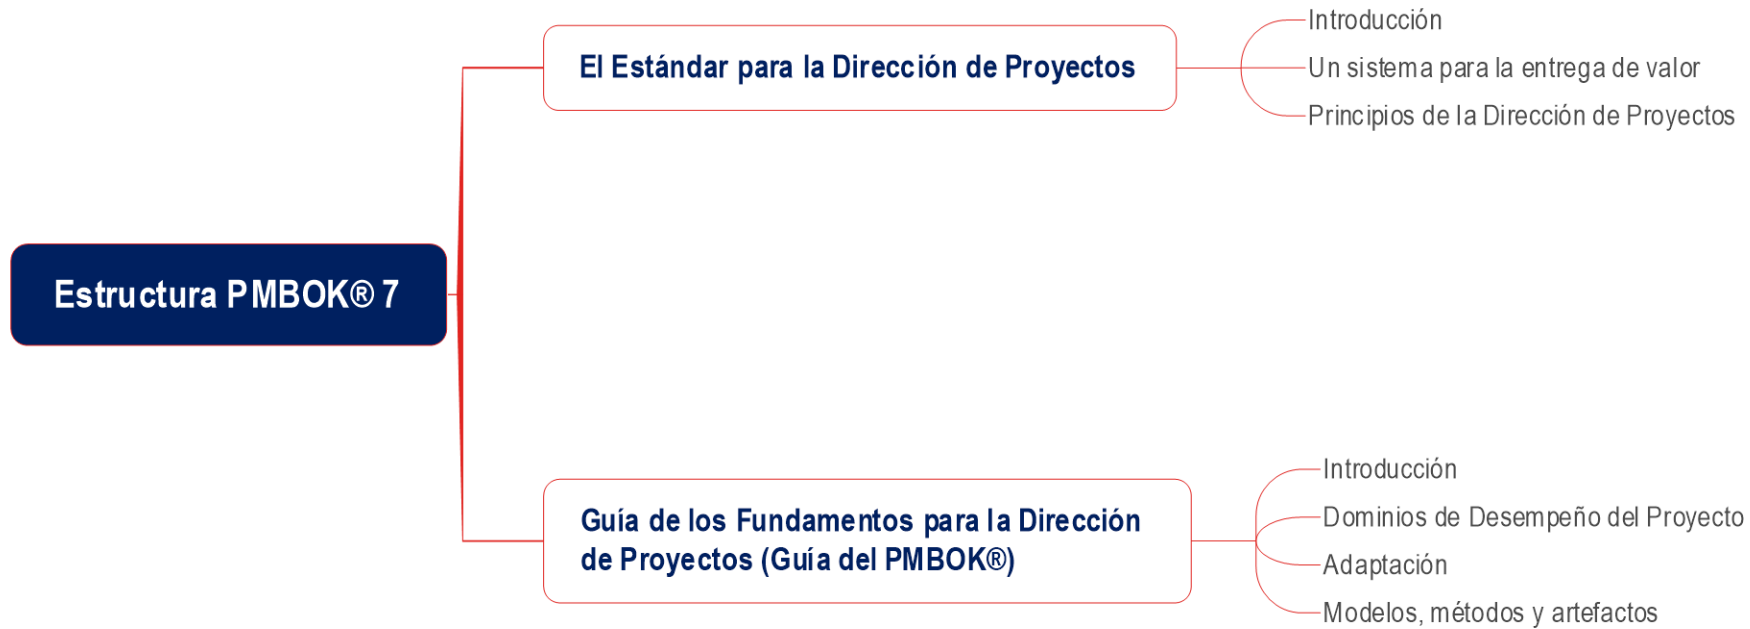 Estructura PMBOK® 7
El Estándar para la Dirección de Proyectos
Introducción
Un sistema para la entrega de valor
Principios de la Dirección de Proyectos
Guía de los Fundamentos para la Dirección
de Proyectos (Guía del PMBOK®)
Introducción
Dominios de Desempeño del Proyecto
Adaptación
Modelos, métodos y artefactos